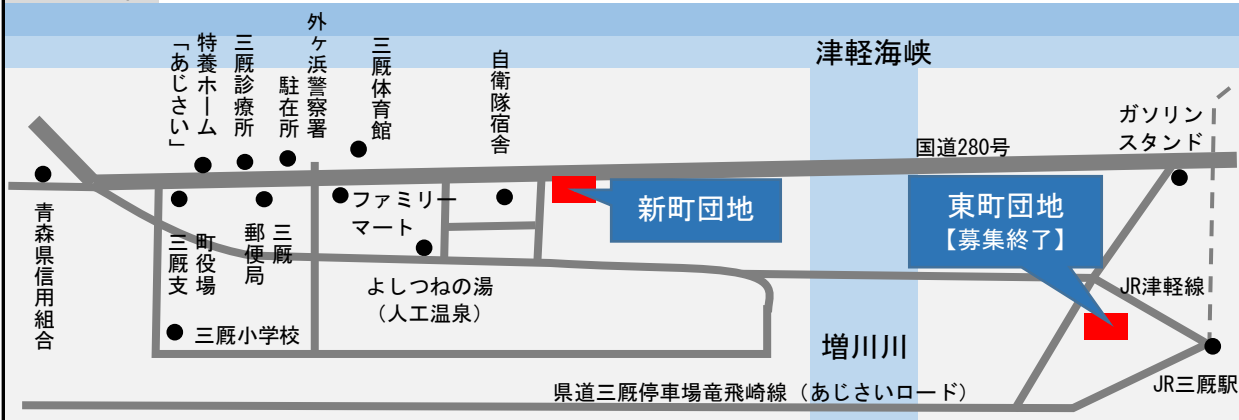 津軽海峡
外ヶ浜警察署
駐在所
三厩診療所
特養ホーム
「あじさい」
三厩体育館
自衛隊宿舎
ガソリン
スタンド
国道280号
新町団地
東町団地
【募集終了】
ファミリー
マート
青森県信用組合
町役場
三厩支
三厩
郵便局
よしつねの湯
(人工温泉)
三厩小学校
増川川
JR津軽線
JR三厩駅
県道三厩停車場竜飛崎線(あじさいロード)